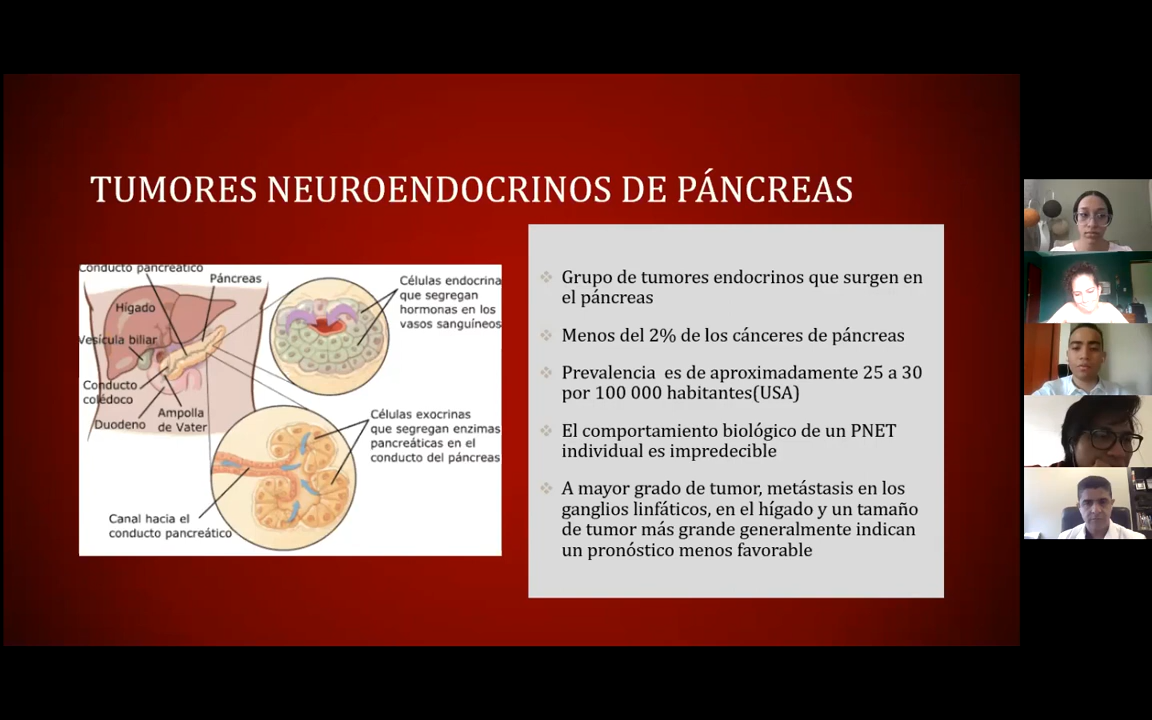 TUMORES NEUROENDOCRINOS DE PÁNCREAS
Conducto pancreático
Páncreas
Hígado
Vesícula biliar
Conducto
colédoco
Duodeno
Ampolla
de Vater
Células endocrina
que segregan
hormonas en los
vasos sanguíneos
Células exocrinas
que segregan enzimas
pancreáticas en el
conducto del páncreas
Canal hacia el
conducto pancreático
Grupo de tumores endocrinos que surgen en
el páncreas
Menos del 2% de los cánceres de páncreas
Prevalencia es de aproximadamente 25 a 30
por 100 000 habitantes(USA)
El comportamiento biológico de un PNET
individual es impredecible
A mayor grado de tumor, metástasis en los
ganglios linfáticos, en el hígado y un tamaño
de tumor más grande generalmente indican
un pronóstico menos favorable